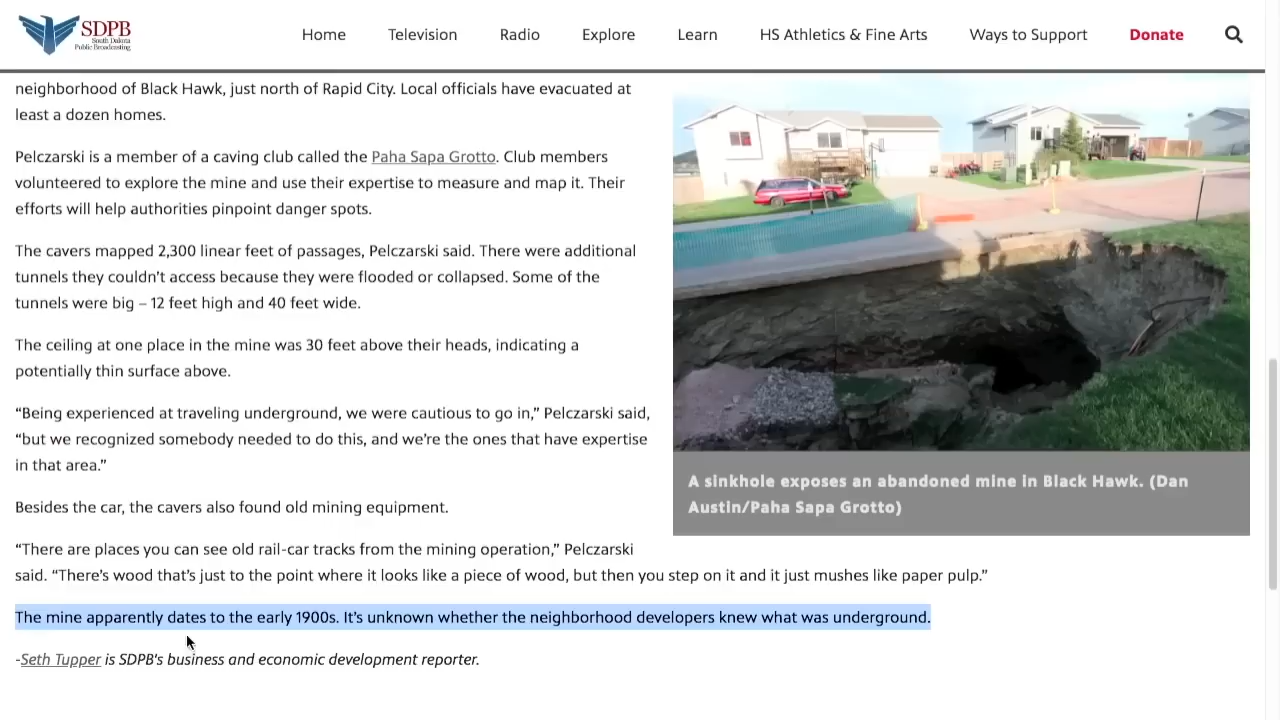 SDPB
South Dakota
Public Broadcasting
Home Television Radio Explore Learn HS Athletics & Fine Arts Ways to Support Donate
neighborhood of Black Hawk, just north of Rapid City. Local officials have evacuated at
least a dozen homes.
Pelczarski is a member of a caving club called the Paha Sapa Grotto. Club members
volunteered to explore the mine and use their expertise to measure and map it. Their
efforts will help authorities pinpoint danger spots.
The cavers mapped 2,300 linear feet of passages, Pelczarski said. There were additional
tunnels they couldn’t access because they were flooded or collapsed. Some of the
tunnels were big – 12 feet high and 40 feet wide.
The ceiling at one place in the mine was 30 feet above their heads, indicating a
potentially thin surface above.
“Being experienced at traveling underground, we were cautious to go in,” Pelczarski said,
“but we recognized somebody needed to do this, and we’re the ones that have expertise
in that area.”
Besides the car, the cavers also found old mining equipment.
“There are places you can see old rail-car tracks from the mining operation,” Pelczarski
said. “There’s wood that’s just to the point where it looks like a piece of wood, but then you step on it and it just mushes like paper pulp.”
The mine apparently dates to the early 1900s. It’s unknown whether the neighborhood developers knew what was underground.
-Seth Tupper is SDPB's business and economic development reporter.
A sinkhole exposes an abandoned mine in Black Hawk. (Dan
Austin/Paha Sapa Grotto)